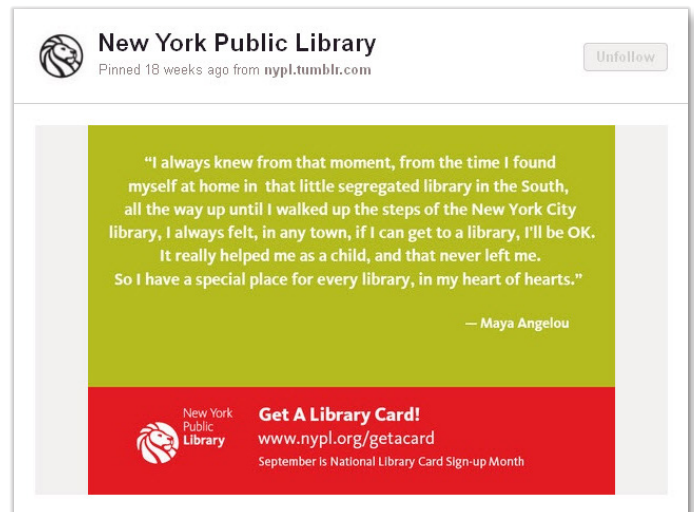 New York Public Library
Pinned 18 weeks ago from nypl.tumblr.com
Unfollow
“I always knew from that moment, from the time I found
myself at home in that little segregated library in the South,
all the way up until I walked up the steps of the New York City
library, I always felt, in any town, if I can get to a library, I'll be OK.
It really helped me as a child, and that never left me.
So I have a special place for every library, in my heart of hearts.”
— Maya Angelou
New York
Public
Library
Get A Library Card!
www.nypl.org/getacard
September is National Library Card Sign-up Month